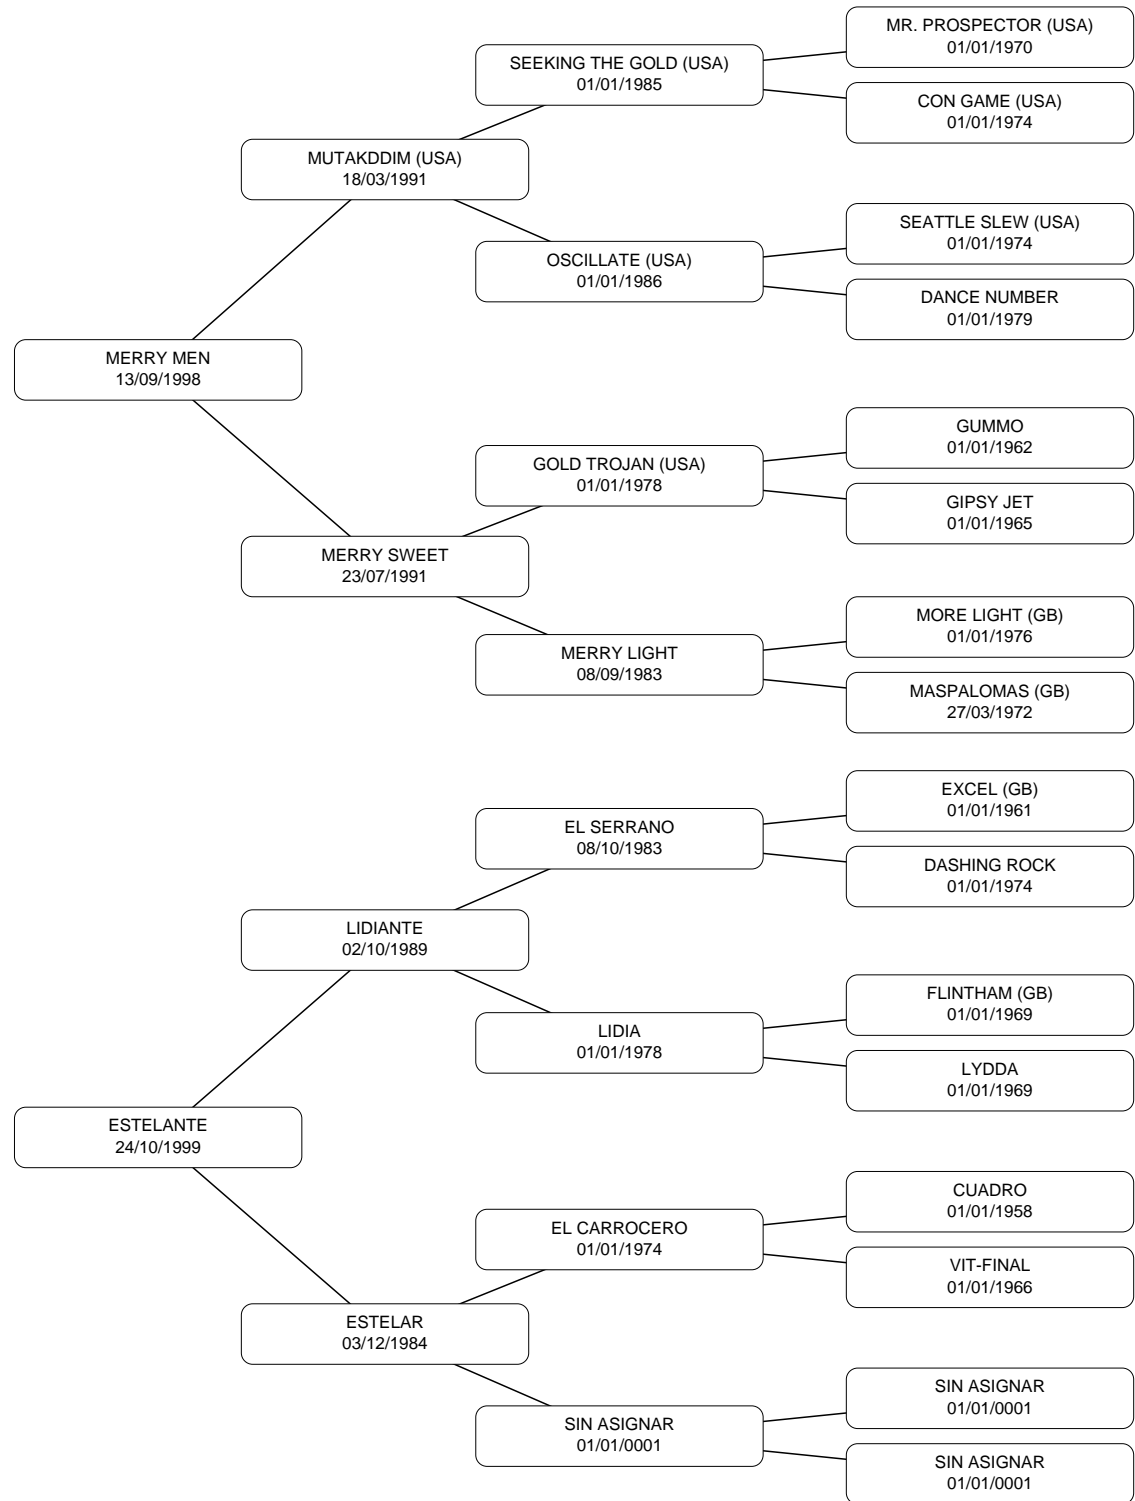 MR. PROSPECTOR (USA)
01/01/1970
SEEKING THE GOLD (USA)
01/01/1985
CON GAME (USA)
01/01/1974
MUTAKDDIM (USA)
18/03/1991
SEATTLE SLEW (USA)
01/01/1974
OSCILLATE (USA)
01/01/1986
DANCE NUMBER
01/01/1979
MERRY MEN
13/09/1998
GUMMO
01/01/1962
GOLD TROJAN (USA)
01/01/1978
GIPSY JET
01/01/1965
MERRY SWEET
23/07/1991
MORE LIGHT (GB)
01/01/1976
MERRY LIGHT
08/09/1983
MASPALOMAS (GB)
27/03/1972
EXCEL (GB)
01/01/1961
EL SERRANO
08/10/1983
DASHING ROCK
01/01/1974
LIDIANTE
02/10/1989
FLINTHAM (GB)
01/01/1969
LIDIA
01/01/1978
LYDDA
01/01/1969
ESTELANTE
24/10/1999
CUADRO
01/01/1958
EL CARROCERO
01/01/1974
VIT-FINAL
01/01/1966
ESTELAR
03/12/1984
SIN ASIGNAR
01/01/0001
SIN ASIGNAR
01/01/0001
SIN ASIGNAR
01/01/0001